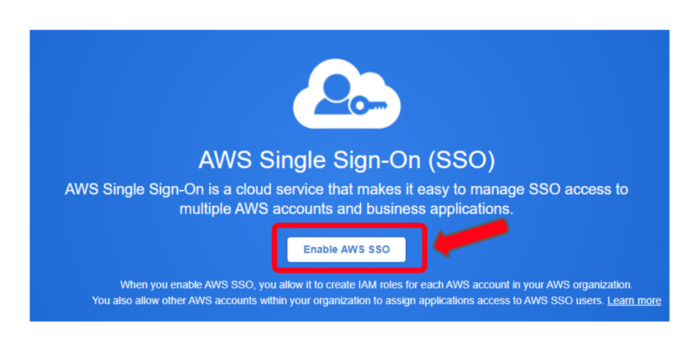 AWS Single Sign-On (SSO)
AWS Single Sign-On is a cloud service that makes it easy to manage SSO access to
multiple AWS accounts and business applications.
Enable AWS SSO
When you enable AWS SSO, you allow it to create IAM roles for each AWS account in your AWS organization.
You also allow other AWS accounts within your organization to assign applications access to AWS SSO users. Learn more